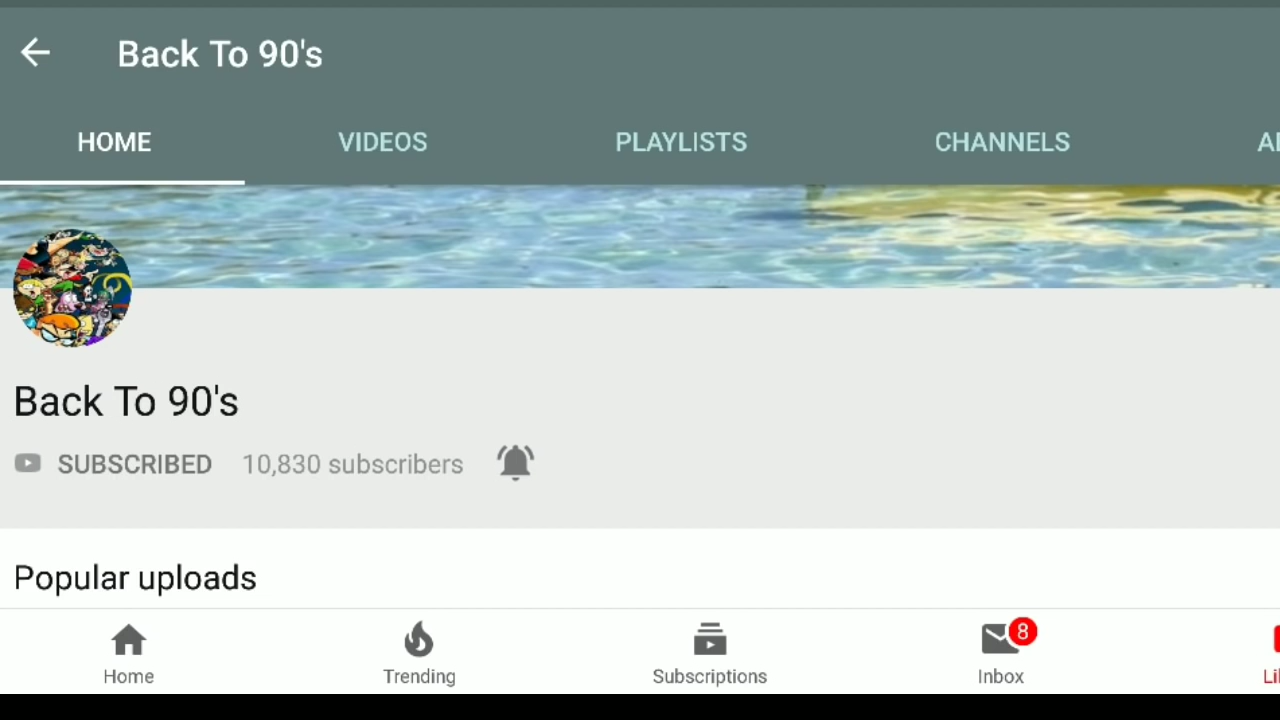 Back To 90's
HOME VIDEOS PLAYLISTS CHANNELS
Back To 90's
SUBSCRIBED 10,830 subscribers
Popular uploads
8
Home Trending Subscriptions Inbox